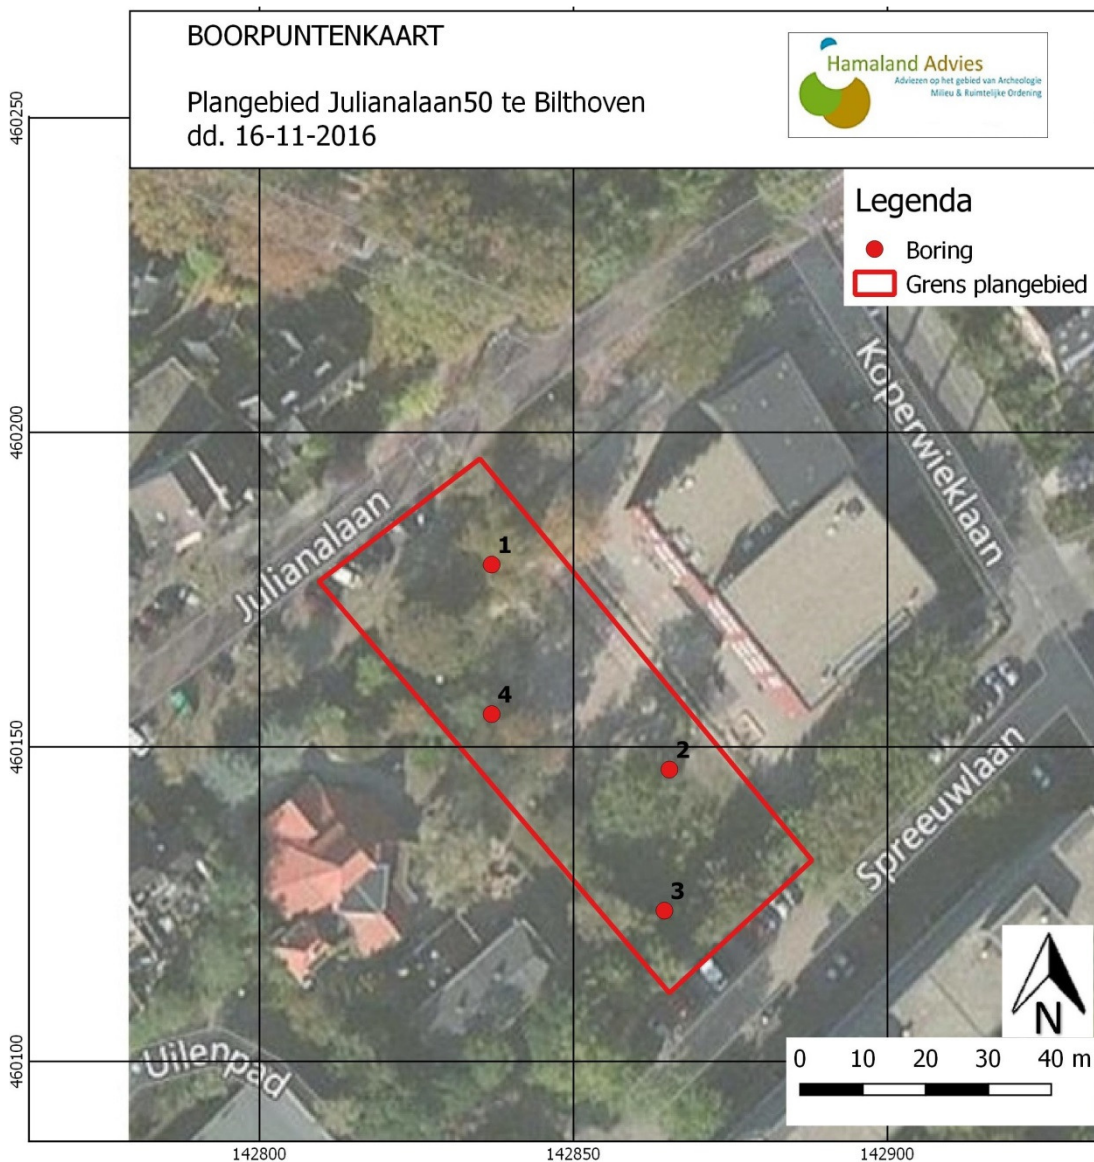 BOORPUNTENKAART
Plangebied Julianalaan50 te Bilthoven
dd. 16-11-2016
Hamaland Advies
Adviezen op het gebied van Archeologie
Milieu & Ruimtelijke Ordening
Legenda
Boring
Grens plangebied
460250
460200
460150
460100
Koperwieklaan
Julianalaan
1
4
2
3
Spreeuwlaan
Uilenpad
N
0 10 20 30 40 m
142800 142850 142900